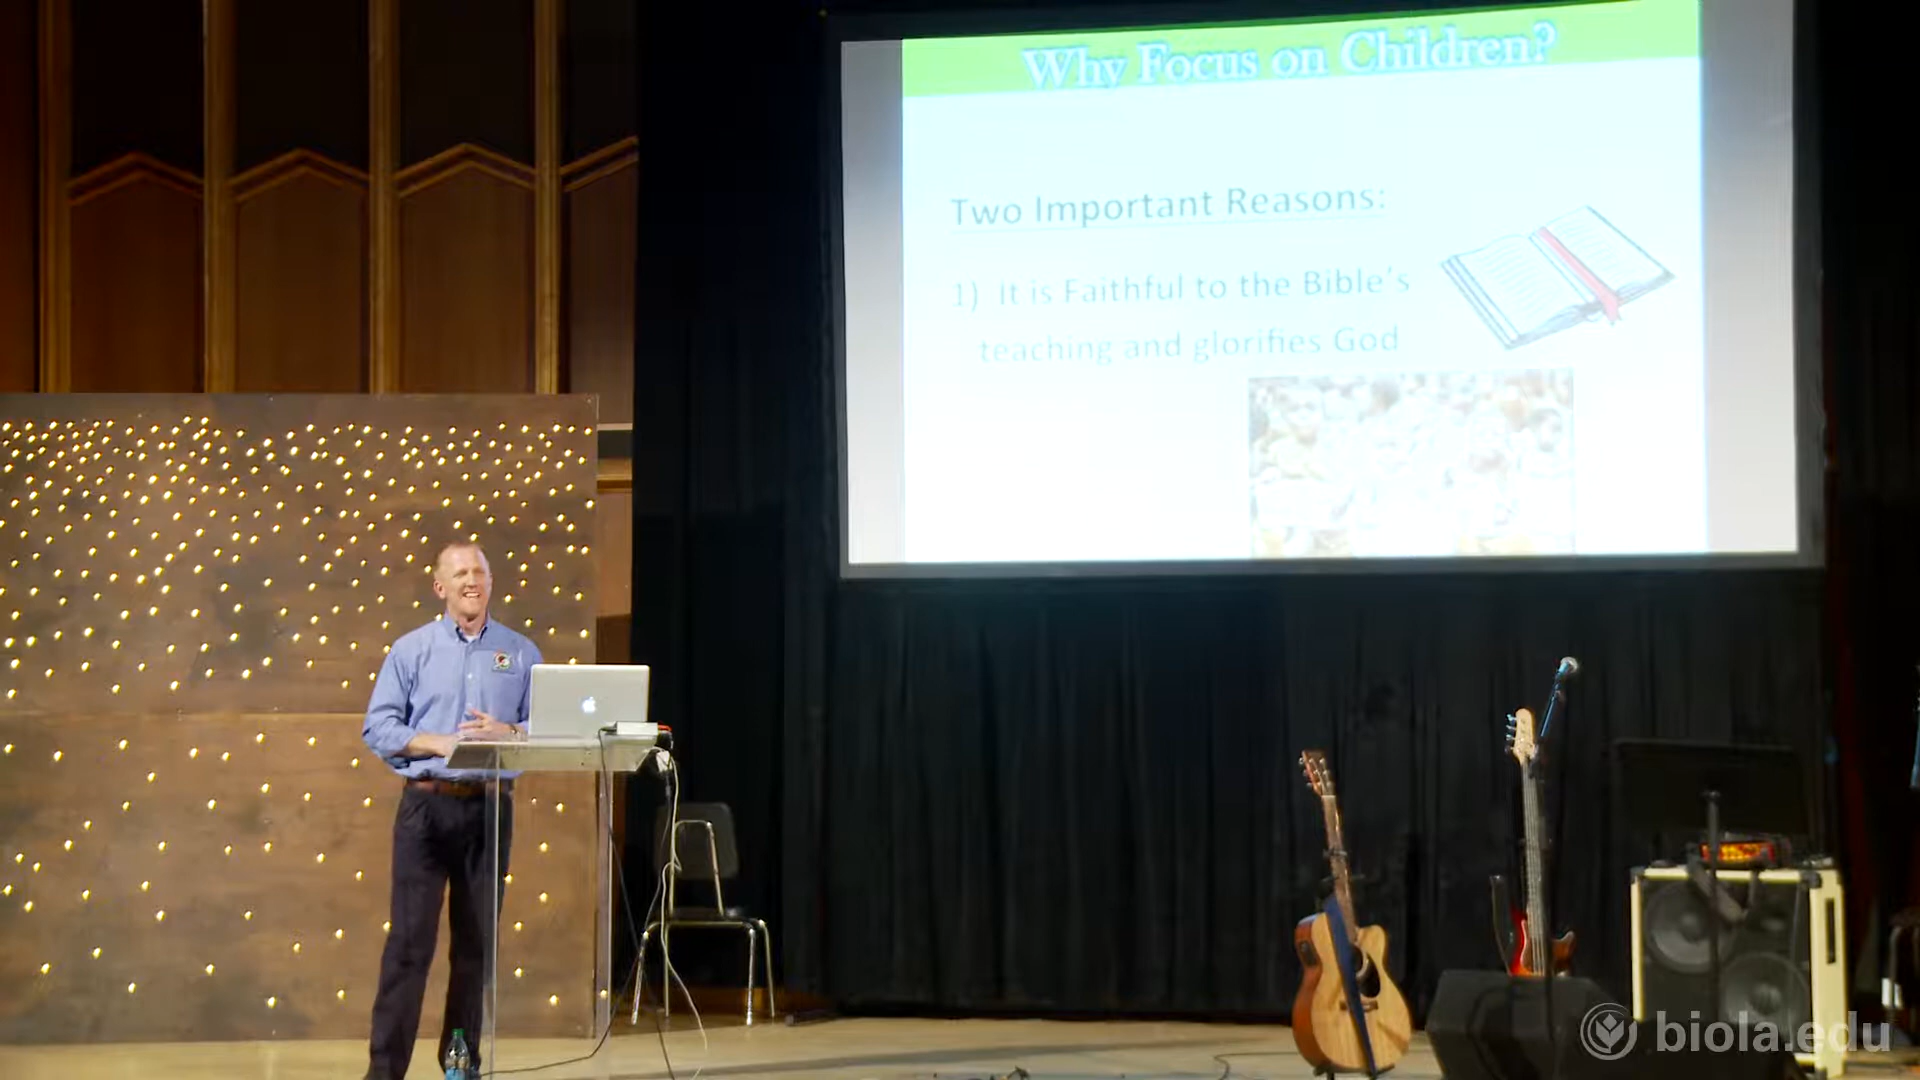 Why Focus on Children?
Two Important Reasons:
1) It is Faithful to the Bible's
teaching and glorifies God
biola.edu